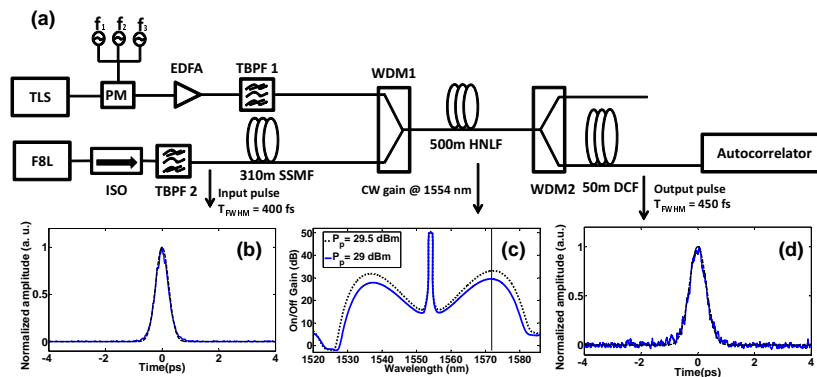 (a)
f1 f2 f3
EDFA TBPF 1 WDM1
TLS PM
500m HNLF
F8L 310m SSMF 50m DCF Autocorrelator
ISO TBPF 2 WDM2
Input pulse
TFWHM = 400 fs
CW gain @ 1554 nm
Output pulse
TFWHM = 450 fs
(b)
Normalized amplitude (a. u.)
1
0.5
0
-4 -2 0 2 4
Time(ps)
(c)
Pp= 29.5 dBm
Pp= 29 dBm
On/Off Gain (dB)
50
40
30
20
10
0
1520 1530 1540 1550 1560 1570 1580
Wavelength (nm)
(d)
Normalized amplitude (a.u.)
1
0.5
0
-4 -2 0 2 4
Time(ps)